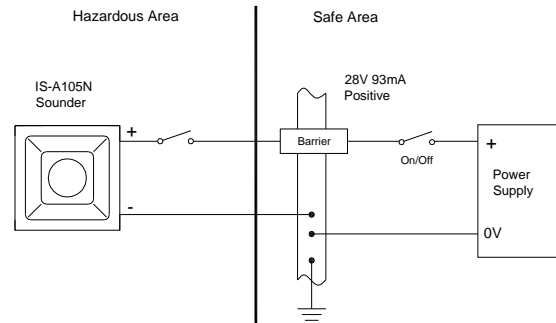 Hazardous Area
Safe Area
IS-A105N
Sounder
28V 93mA
Positive
+
Barrier
On/Off
+
Power
Supply
-
0V